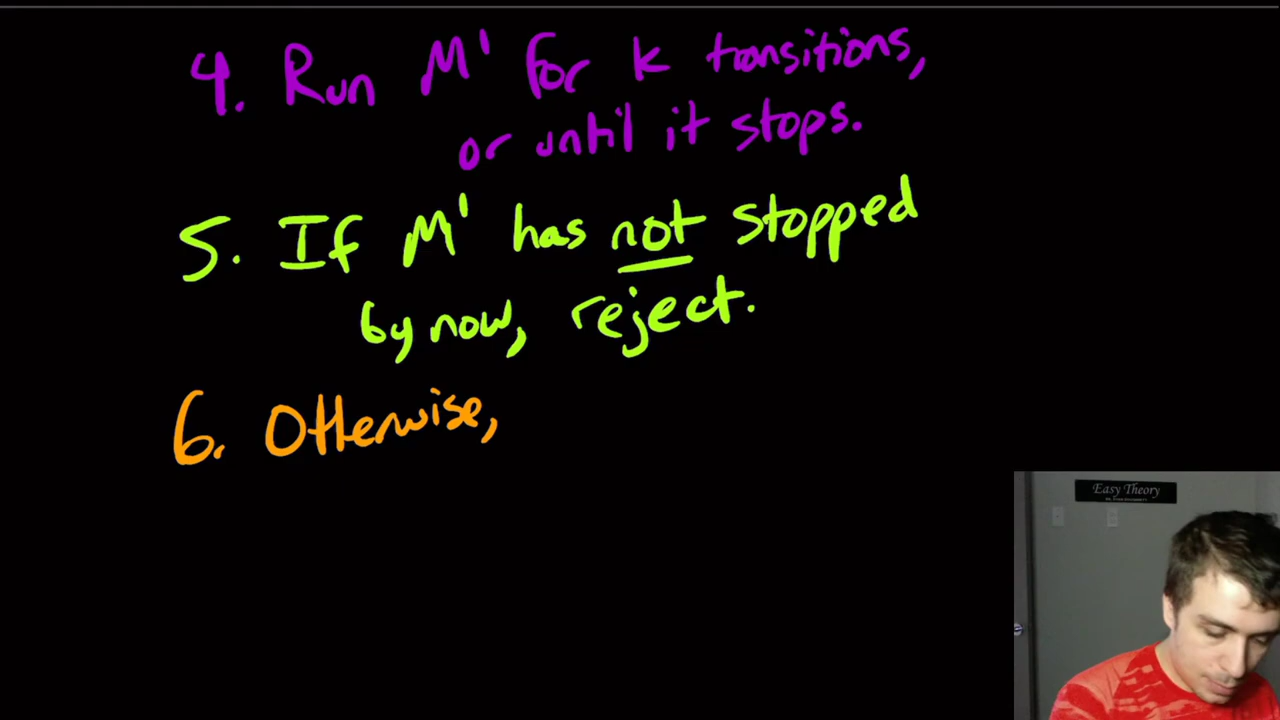 4. Run M' for k transitions,
or until it stops.
5. If M' has not stopped
by now, reject.
6. Otherwise,
Easy Theory